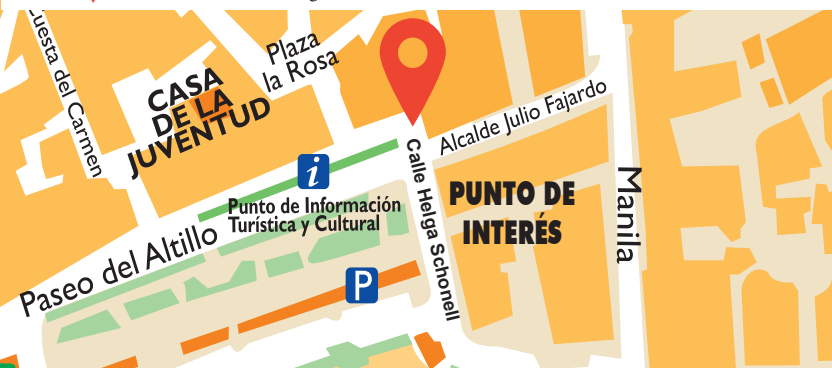 Cuesta del Carmen
Plaza
la Rosa
CASA
DE LA
JUVENTUD
Alcalde Julio Fajardo
i
Punto de Información
Turística y Cultural
Calle Helga Schonell
PUNTO DE
INTERÉS
Manila
Paseo del Altillo
P